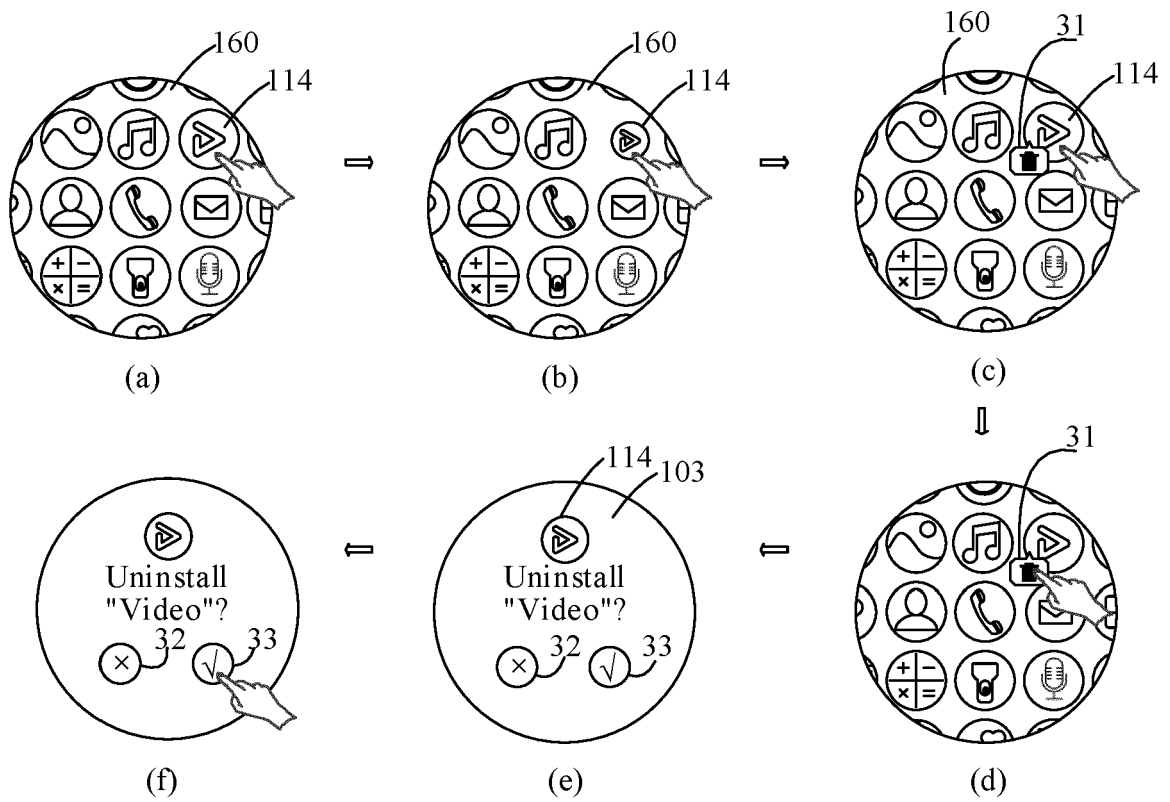 160
114
160
114
160
31
114
(a)
(b)
(c)
31
114
103
Uninstall
"Video"?
32
33
Uninstall
"Video"?
32
33
(f)
(e)
(d)